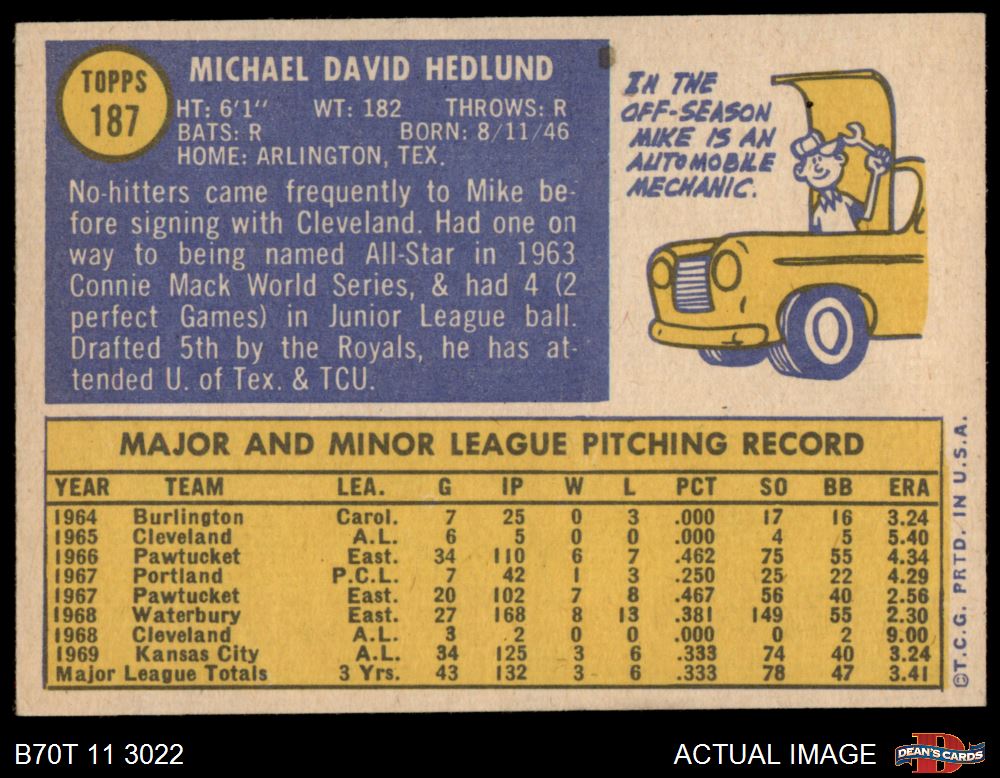 TOPPS
187
MICHAEL DAVID HEDLUND
HT: 6'1" WT: 182 THROWS: R
BATS: R BORN: 8/11/46
HOME: ARLINGTON, TEX.
No-hitters came frequently to Mike be-
fore signing with Cleveland. Had one on
way to being named All-Star in 1963
Connie Mack World Series, & had 4 (2
perfect Games) in Junior League ball.
Drafted 5th by the Royals, he has at-
tended U. of Tex. & TCU.
IN THE
OFF-SEASON
MIKE IS AN
AUTOMOBILE
MECHANIC.
MAJOR AND MINOR LEAGUE PITCHING RECORD
YEAR TEAM LEA. G IP W L PCT SO BB ERA
1964 Burlington Carol. 7 25 0 3 .000 17 16 3.24
1965 Cleveland A.L. 6 5 0 0 .000 4 5 5.40
1966 Pawtucket East. 34 110 6 7 .462 75 55 4.34
1967 Portland P.C.L. 7 42 1 3 .250 25 22 4.29
1967 Pawtucket East. 20 102 7 8 .467 56 40 2.56
1968 Waterbury East. 27 168 8 13 .381 149 55 2.30
1968 Cleveland A.L. 3 2 0 0 .000 0 2 9.00
1969 Kansas City A.L. 34 125 3 6 .333 74 40 3.24
Major League Totals 3 Yrs. 43 132 3 6 .333 78 47 3.41
©T.C.G. PRTD. IN U.S.A.
B70T 11 3022
ACTUAL IMAGE
DEAN'S CARDS